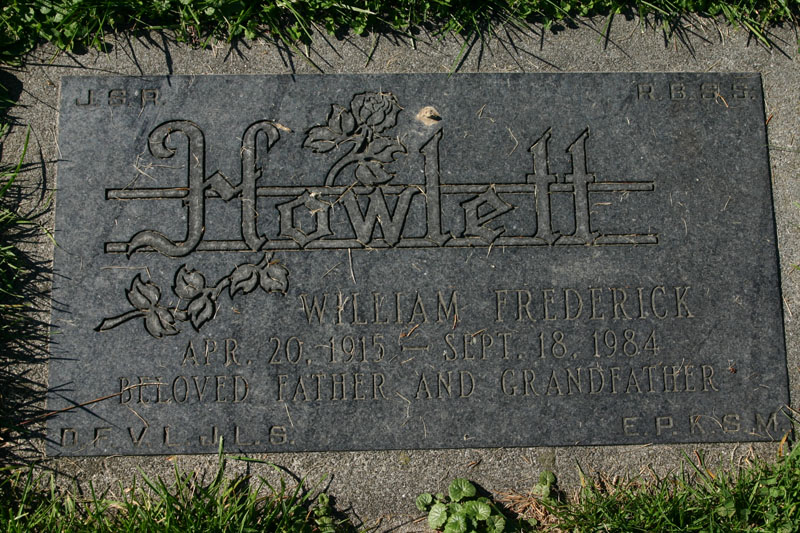 J.S.R. R.B.S.S.
Howlett
WILLIAM FREDERICK
APR. 20, 1915 — SEPT. 18, 1984
BELOVED FATHER AND GRANDFATHER
D.F.V.L.J.L.S. E.P.K.S.M.